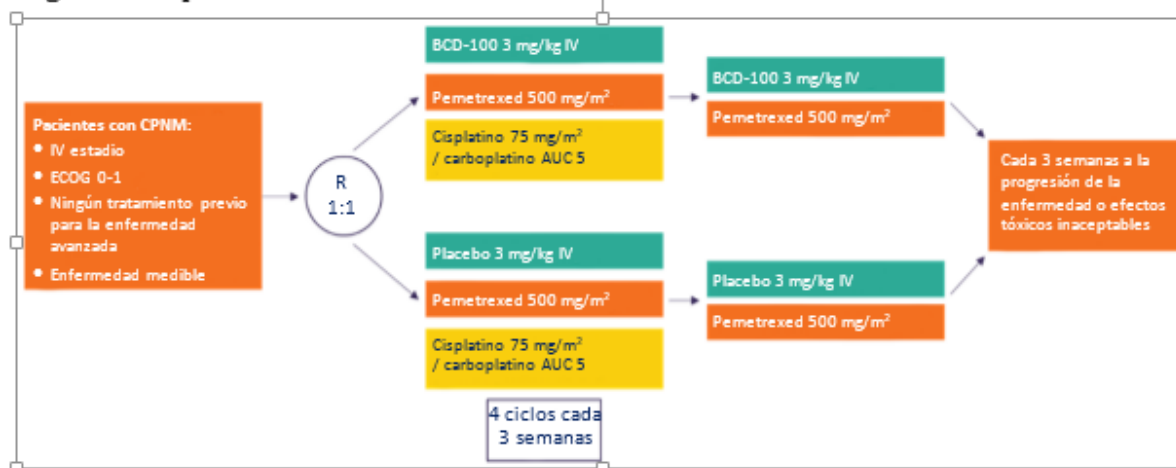 Pacientes con CPNM:
• IV estadio
• ECOG 0-1
• Ningún tratamiento previo
para la enfermedad
avanzada
• Enfermedad medible
R
1:1
BCD-100 3 mg/kg IV
Pemetrexed 500 mg/m²
Cisplatino 75 mg/m²
/ carboplatino AUC 5
Placebo 3 mg/kg IV
Pemetrexed 500 mg/m²
Cisplatino 75 mg/m²
/ carboplatino AUC 5
4 ciclos cada
3 semanas
BCD-100 3 mg/kg IV
Pemetrexed 500 mg/m²
Placebo 3 mg/kg IV
Pemetrexed 500 mg/m²
Cada 3 semanas a la
progresión de la
enfermedad o efectos
tóxicos inaceptables